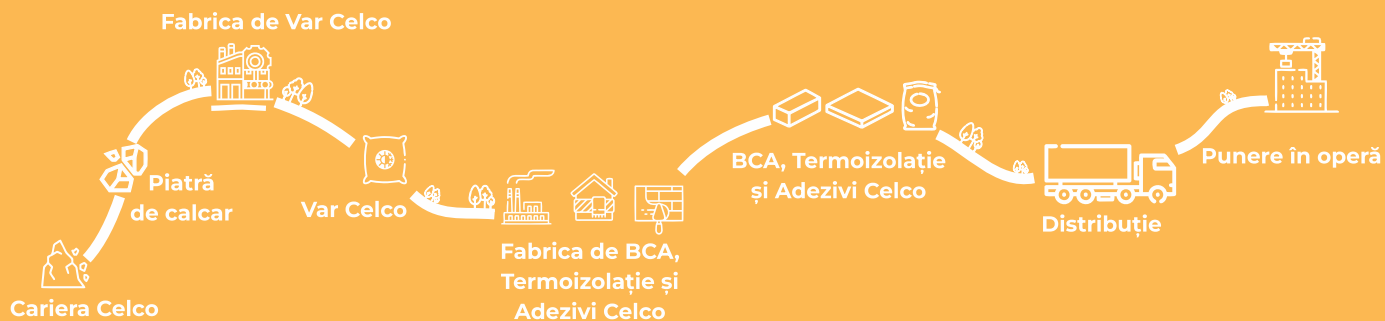 Fabrica de Var Celco
Piatră
de calcar
Cariera Celco
Var Celco
Fabrica de BCA,
Termoizolație și
Adezivi Celco
BCA, Termoizolație
și Adezivi Celco
Distribuție
Punere în operă